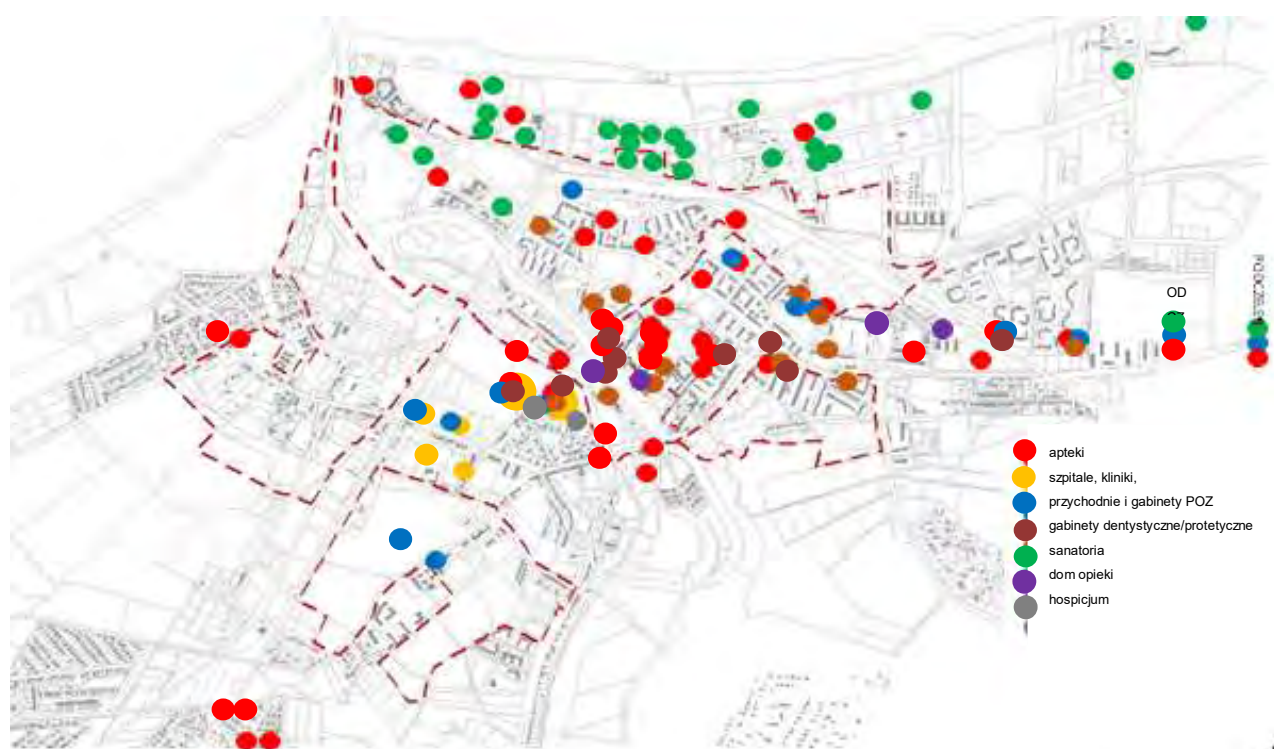 OD
apteki
szpitale, kliniki,
przychodnie i gabinety POZ
gabinety dentystyczne/protetyczne
sanatoria
dom opieki
hospicjum